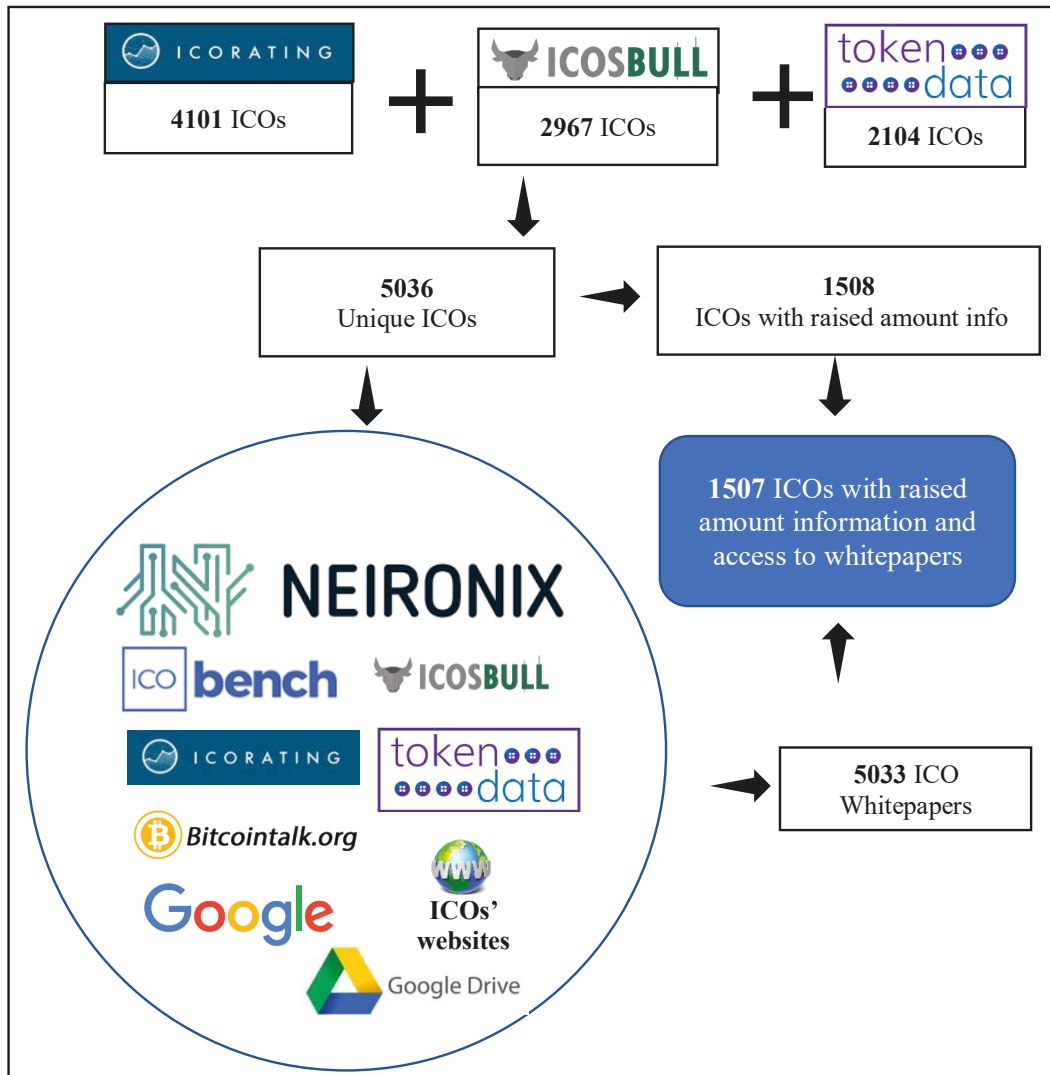 ICORATING
4101 ICOs
ICOSBULL
2967 ICOs
token
data
2104 ICOs
5036
Unique ICOs
1508
ICOs with raised amount info
1507 ICOs with raised
amount information and
access to whitepapers
NEIRONIX
ICO bench
ICOSBULL
ICORATING
token
data
Bitcointalk.org
Google
WWW
ICOs’
websites
Google Drive
5033 ICO
Whitepapers